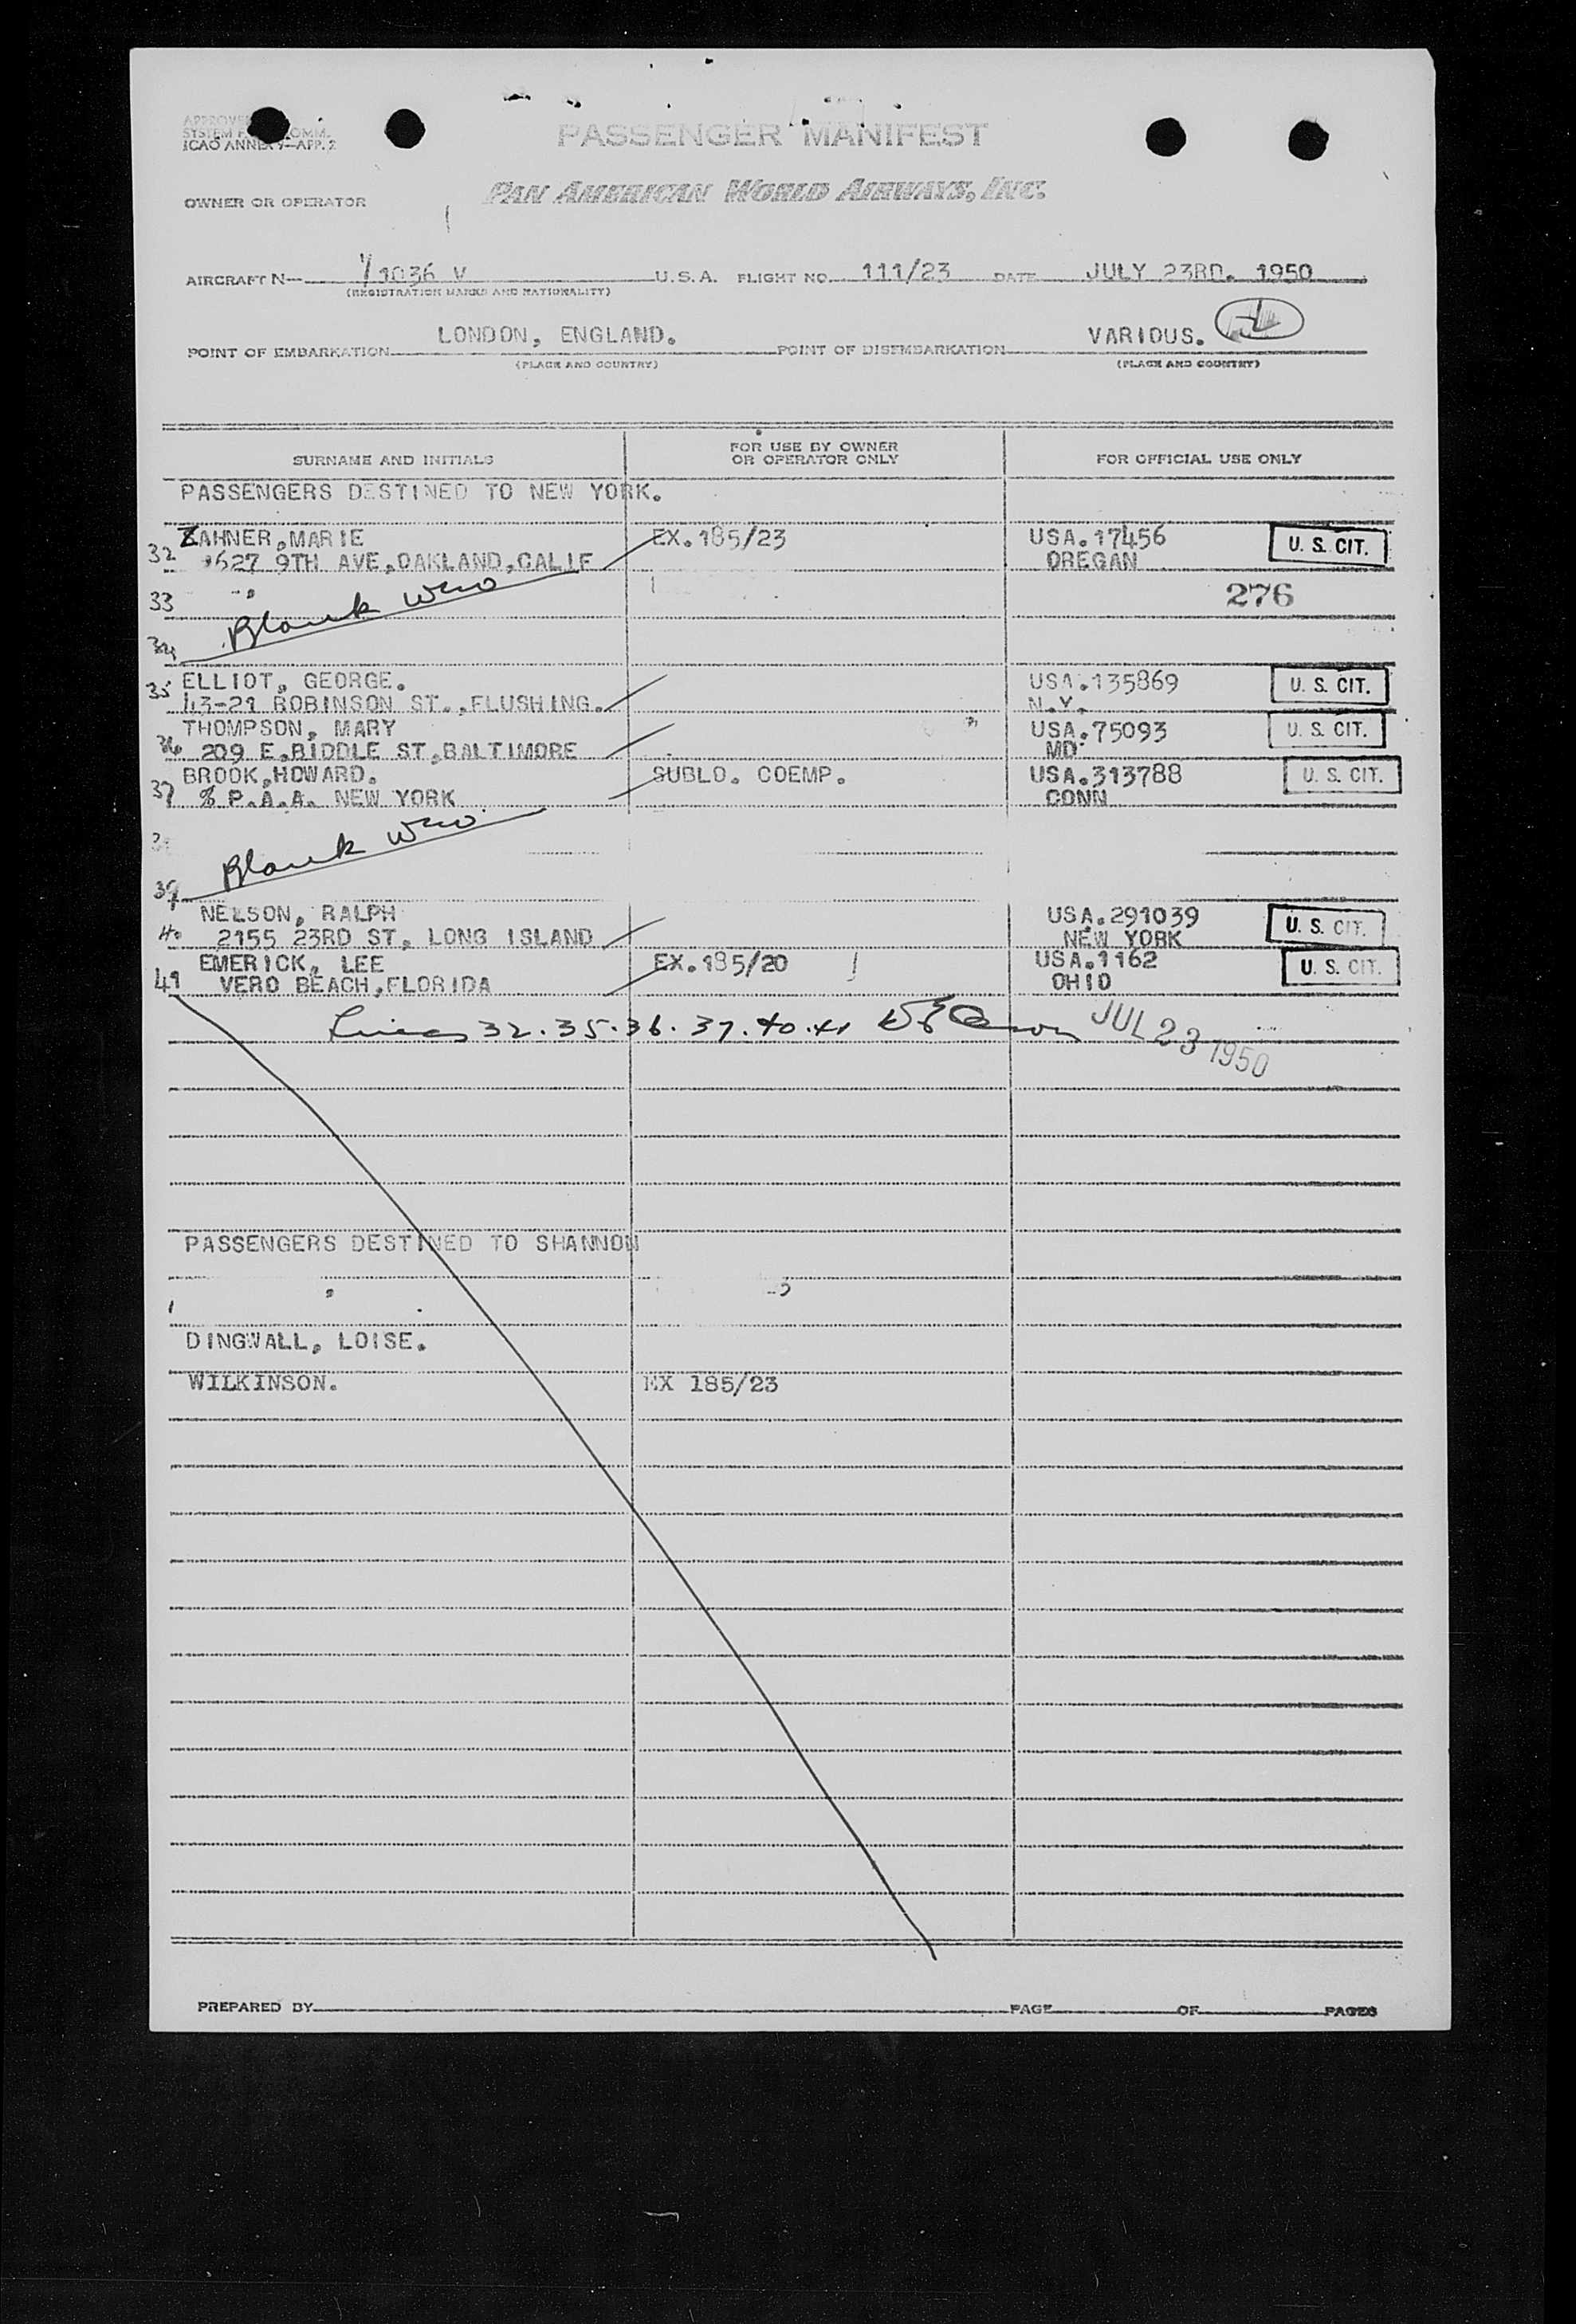 PASSENGER MANIFEST
ICAO ANNEX 9—APP. 2
PAN AMERICAN WORLD AIRWAYS, INC.
OWNER OR OPERATOR
AIRCRAFT N— 1036 V U.S.A. FLIGHT NO. 111/23 DATE JULY 23RD. 1950
(REGISTRATION MARKS AND NATIONALITY)
POINT OF EMBARKATION LONDON, ENGLAND. POINT OF DISEMBARKATION VARIOUS.
(PLACE AND COUNTRY) (PLACE AND COUNTRY)
SURNAME AND INITIALS FOR USE BY OWNER OR OPERATOR ONLY FOR OFFICIAL USE ONLY
PASSENGERS DESTINED TO NEW YORK.
32 ZAHNER,MARIE EX.185/23 USA.17456 U. S. CIT.
9TH AVE,OAKLAND,CALIF OREGAN
33 Blank 276
34
35 ELLIOT, GEORGE. USA.135869 U. S. CIT.
43-21 ROBINSON ST.,FLUSHING. N.Y.
THOMPSON, MARY USA.75093 U. S. CIT.
36 209 E.BIDDLE ST,BALTIMORE MD
BROOK,HOWARD. SUBLO. COEMP. USA.313788 U. S. CIT.
37 % P.A.A. NEW YORK CONN
Blank
39
NELSON, RALPH USA.291039 U. S. CIT.
40 2155 23RD ST, LONG ISLAND NEW YORK
EMERICK, LEE EX.185/20 USA.1162 U. S. CIT.
41 VERO BEACH,FLORIDA OHIO
Lines 32.35.36.37.40.41 JUL 23 1950
PASSENGERS DESTINED TO SHANNON
DINGWALL, LOISE.
WILKINSON. EX 185/23
PREPARED BY PAGE OF PAGES